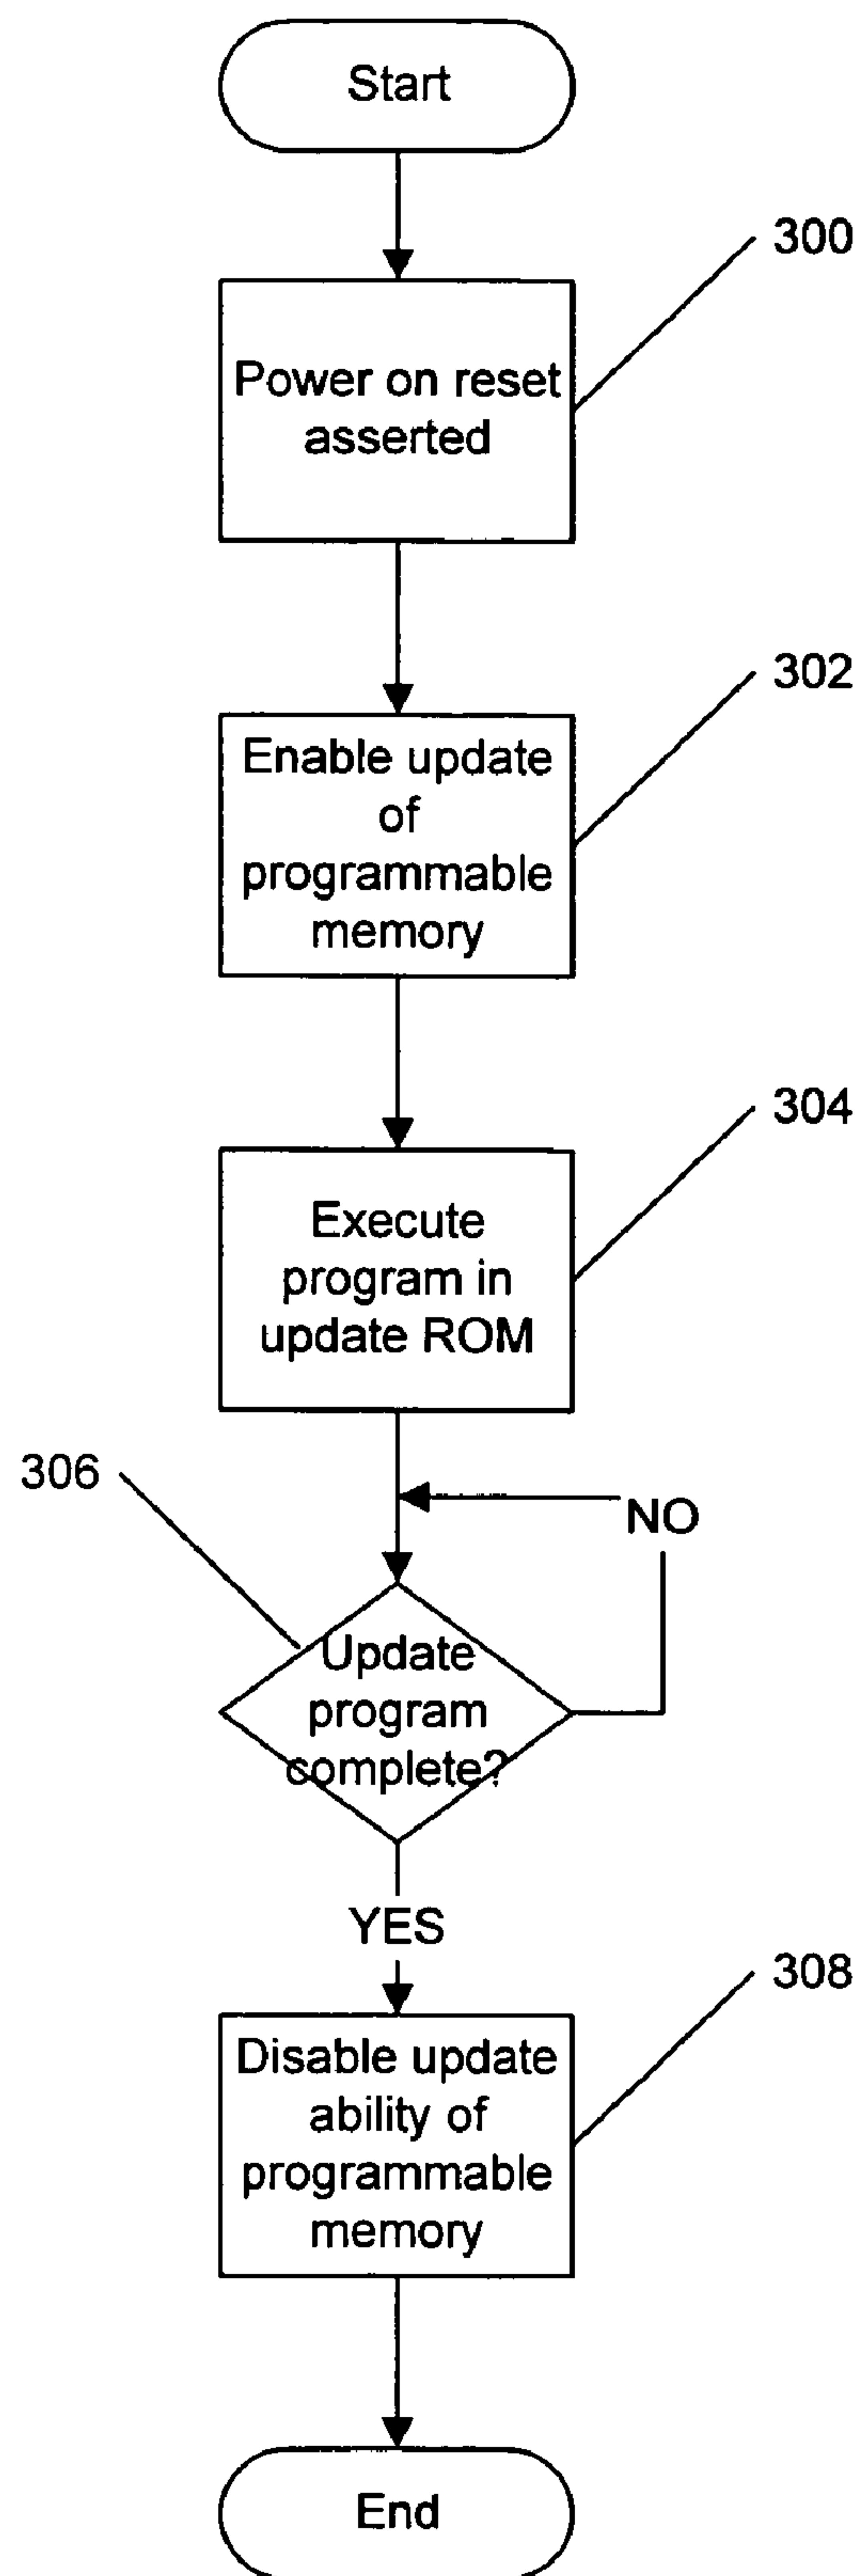 Start
300
Power on reset
asserted
302
Enable update
of
programmable
memory
304
Execute
program in
update ROM
306
NO
Update
program
complete?
YES
308
Disable update
ability of
programmable
memory
End